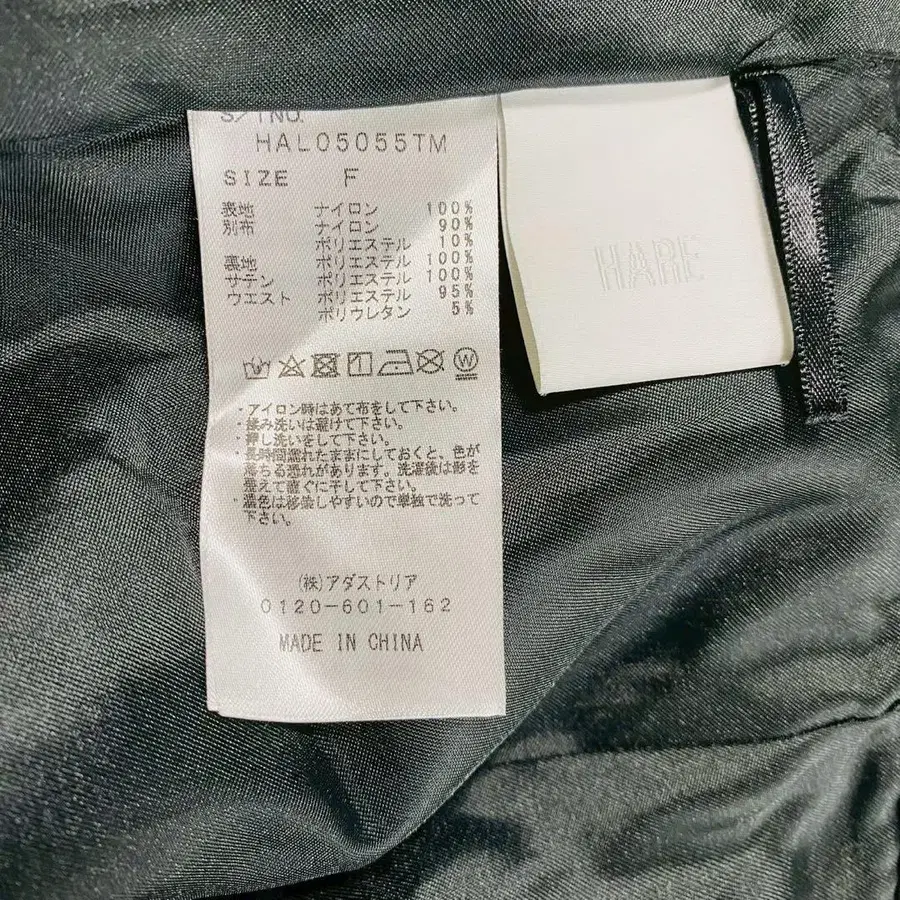 S/TNO.
HAL05055TM
SIZE F
表地 ナイロン 100%
別布 ナイロン 90%
ポリエステル 10%
裏地 ポリエステル 100%
サテン ポリエステル 100%
ウエスト ポリエステル 95%
ポリウレタン 5%
・アイロン時はあて布をして下さい。
・揉み洗いは避けて下さい。
・押し洗いをして下さい。
・長時間濡れたままにしておくと、色が
落ちる恐れがあります。洗濯後は形を
整えて直ぐに干して下さい。
・濃色は移染しやすいので単独で洗って
下さい。
(株)アダストリア
0120-601-162
MADE IN CHINA
HARE